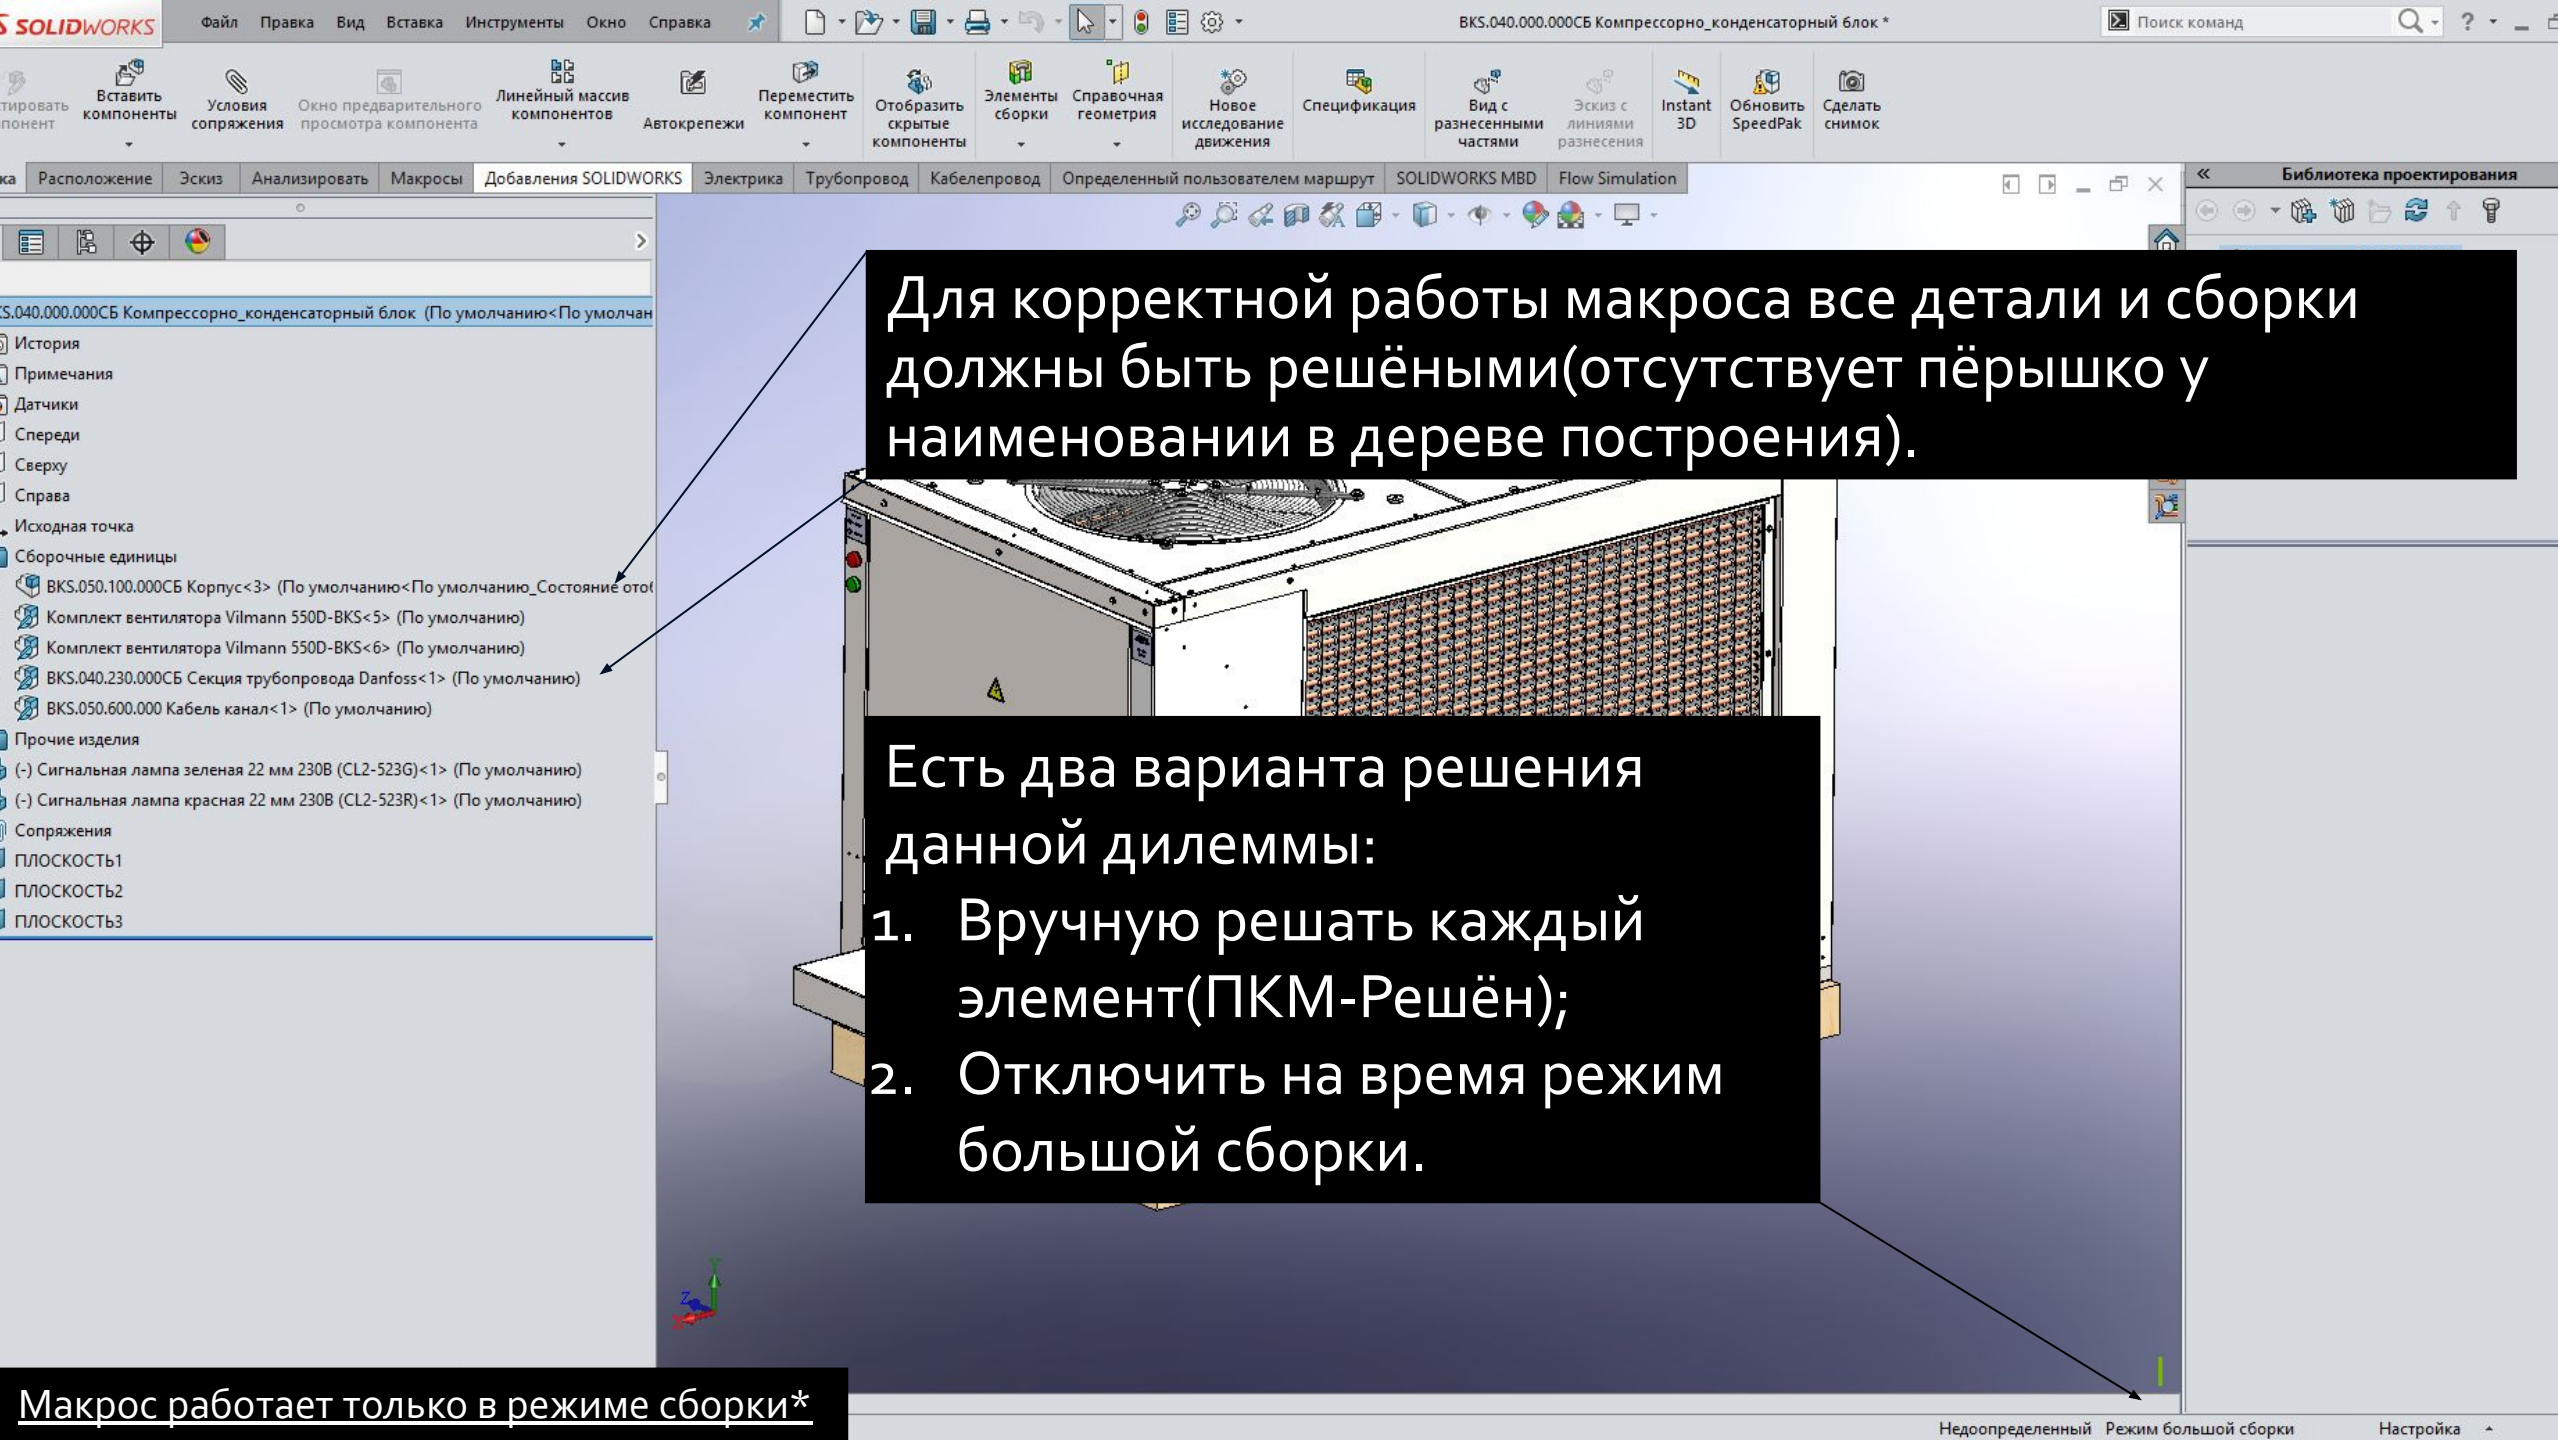 SOLIDWORKS Файл Правка Вид Вставка Инструменты Окно Справка
BKS.040.000.000СБ Компрессорно_конденсаторный блок *
Поиск команд
Вставить компоненты
Условия сопряжения
Окно предварительного просмотра компонента
Линейный массив компонентов
Автокрепежи
Переместить компонент
Отобразить скрытые компоненты
Элементы сборки
Справочная геометрия
Новое исследование движения
Спецификация
Вид с разнесенными частями
Эскиз с линиями разнесения
Instant 3D
Обновить SpeedPak
Сделать снимок
Расположение Эскиз Анализировать Макросы Добавления SOLIDWORKS Электрика Трубопровод Кабелепровод Определенный пользователем маршрут SOLIDWORKS MBD Flow Simulation
Библиотека проектирования
Для корректной работы макроса все детали и сборки
должны быть решёными(отсутствует пёрышко у
наименовании в дереве построения).
S.040.000.000СБ Компрессорно_конденсаторный блок (По умолчанию<По умолчан
История
Примечания
Датчики
Спереди
Сверху
Справа
Исходная точка
Сборочные единицы
BKS.050.100.000СБ Корпус<3> (По умолчанию<По умолчанию_Состояние отоб
Комплект вентилятора Vilmann 550D-BKS<5> (По умолчанию)
Комплект вентилятора Vilmann 550D-BKS<6> (По умолчанию)
BKS.040.230.000СБ Секция трубопровода Danfoss<1> (По умолчанию)
BKS.050.600.000 Кабель канал<1> (По умолчанию)
Прочие изделия
(-) Сигнальная лампа зеленая 22 мм 230В (CL2-523G)<1> (По умолчанию)
(-) Сигнальная лампа красная 22 мм 230В (CL2-523R)<1> (По умолчанию)
Сопряжения
ПЛОСКОСТЬ1
ПЛОСКОСТЬ2
ПЛОСКОСТЬ3
Есть два варианта решения
данной дилеммы:
1. Вручную решать каждый
элемент(ПКМ-Решён);
2. Отключить на время режим
большой сборки.
Y
Z
X
Макрос работает только в режиме сборки*
Недоопределенный Режим большой сборки Настройка